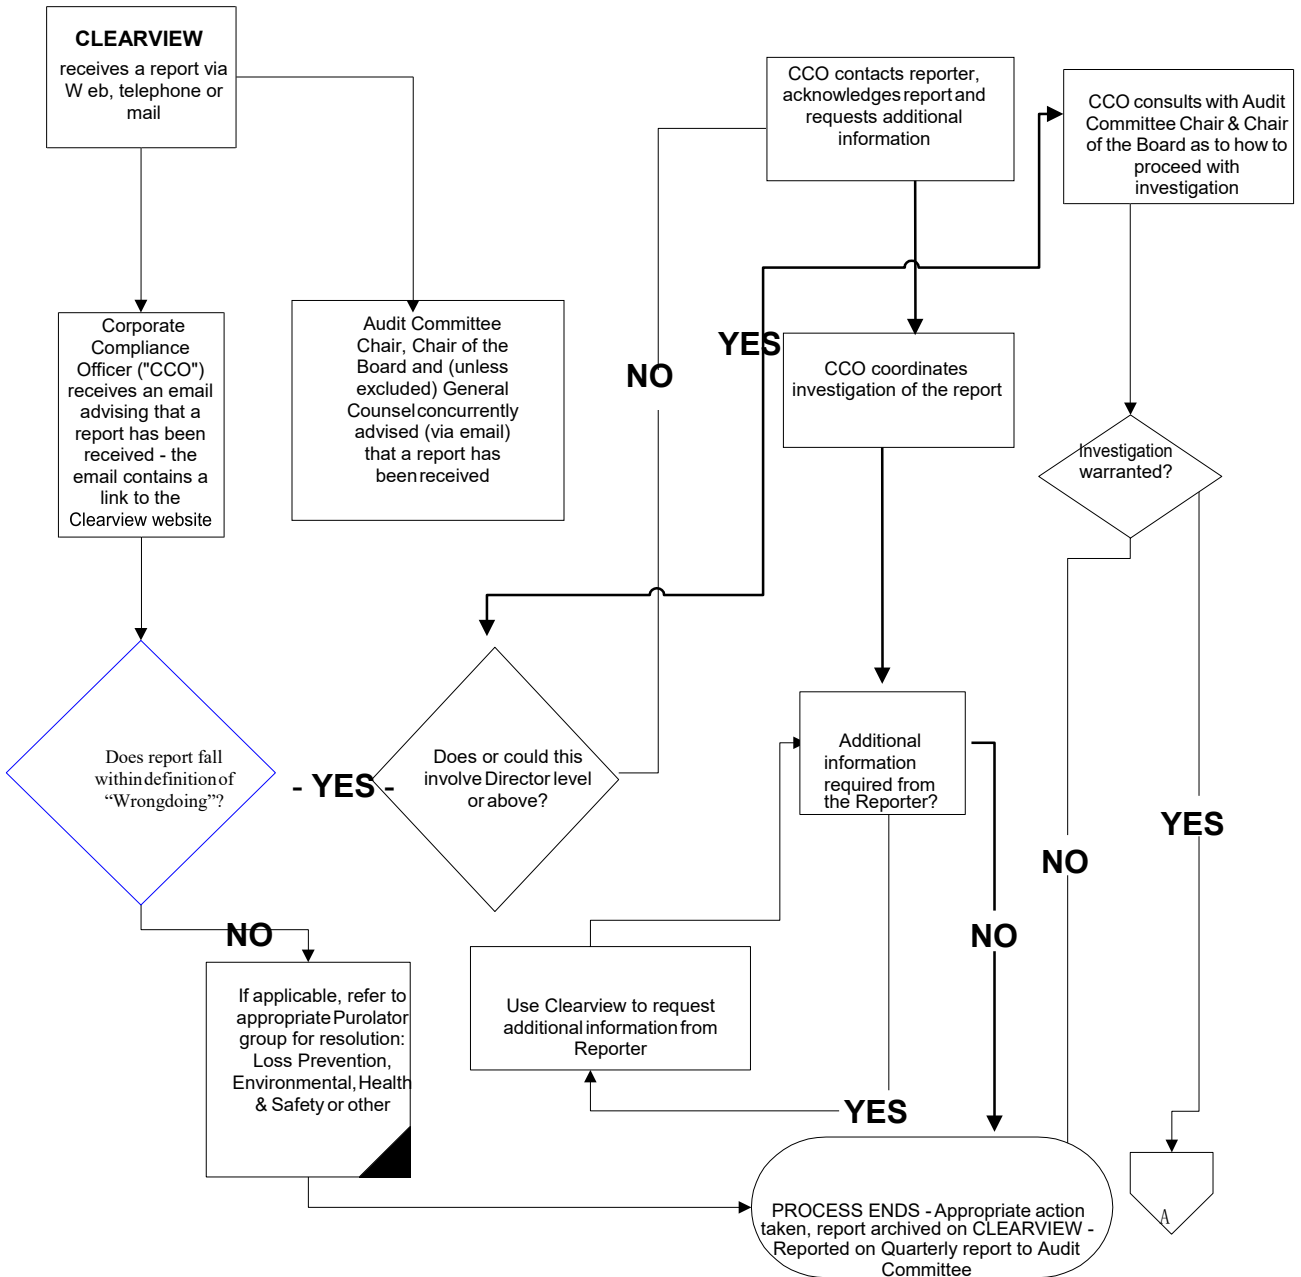 CLEARVIEW
receives a report via
W eb, telephone or
mail
CCO contacts reporter,
acknowledges report and
requests additional
information
CCO consults with Audit
Committee Chair & Chair
of the Board as to how to
proceed with
investigation
Corporate
Compliance
Officer ("CCO")
receives an email
advising that a
report has been
received - the
email contains a
link to the
Clearview website
Audit Committee
Chair, Chair of the
Board and (unless
excluded) General
Counsel concurrently
advised (via email)
that a report has
been received
NO
YES
CCO coordinates
investigation of the report
Investigation
warranted?
Does report fall
within definition of
“Wrongdoing”?
- YES -
Does or could this
involve Director level
or above?
Additional
information
required from
the Reporter?
NO
YES
NO
NO
If applicable, refer to
appropriate Purolator
group for resolution:
Loss Prevention,
Environmental, Health
& Safety or other
Use Clearview to request
additional information from
Reporter
YES
PROCESS ENDS - Appropriate action
taken, report archived on CLEARVIEW -
Reported on Quarterly report to Audit
Committee
A